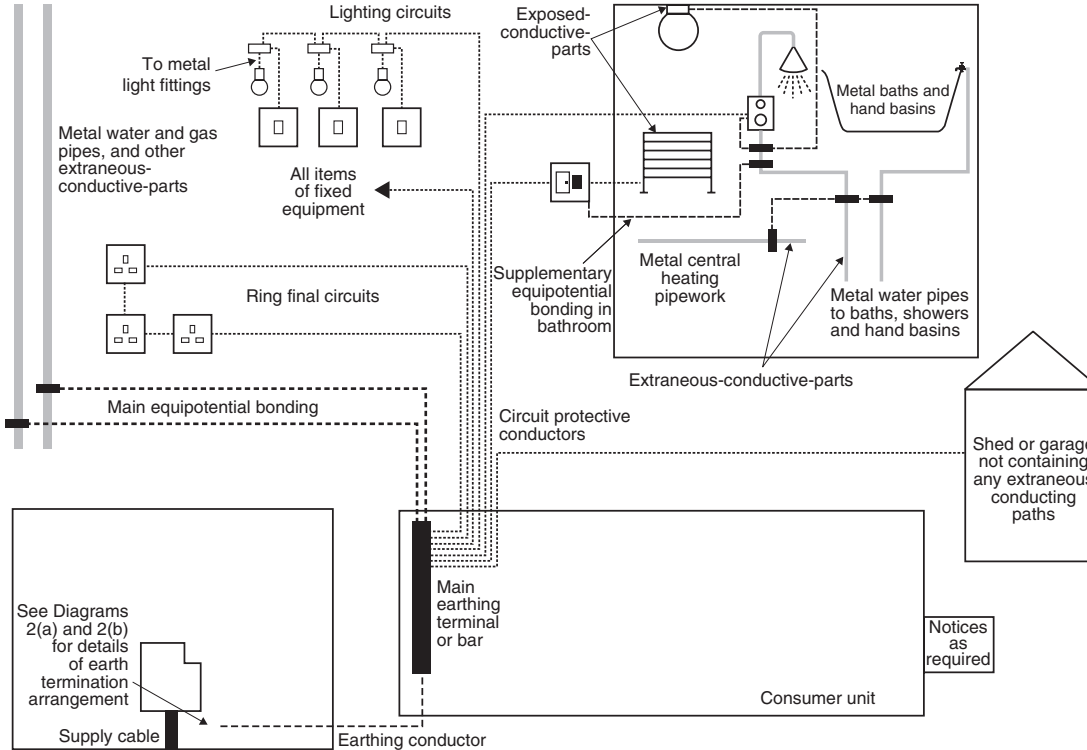 Lighting circuits
To metal
light fittings
Metal water and gas
pipes, and other
extraneous-
conductive-parts
All items
of fixed
equipment
Ring final circuits
Main equipotential bonding
Exposed-
conductive-
parts
Metal baths and
hand basins
Supplementary
equipotential
bonding in
bathroom
Metal central
heating
pipework
Metal water pipes
to baths, showers
and hand basins
Extraneous-conductive-parts
Circuit protective
conductors
Shed or garage
not containing
any extraneous
conducting
paths
See Diagrams
2(a) and 2(b)
for details
of earth
termination
arrangement
Supply cable
Earthing conductor
Main
earthing
terminal
or bar
Consumer unit
Notices
as
required